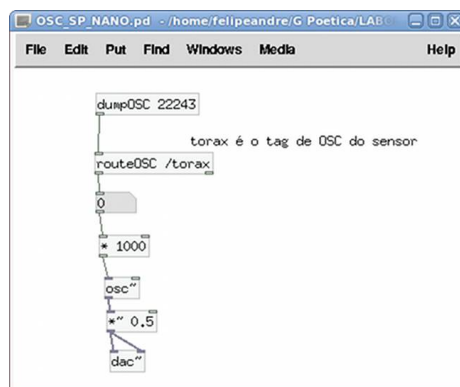 OSC_SP_NANO.pd - /home/felipeandre/G Poetica/LAB
File Edit Put Find Windows Media Help
dumpOSC 22243
torax é o tag de OSC do sensor
routeOSC /torax
0
* 1000
osc~
*~ 0.5
dac~